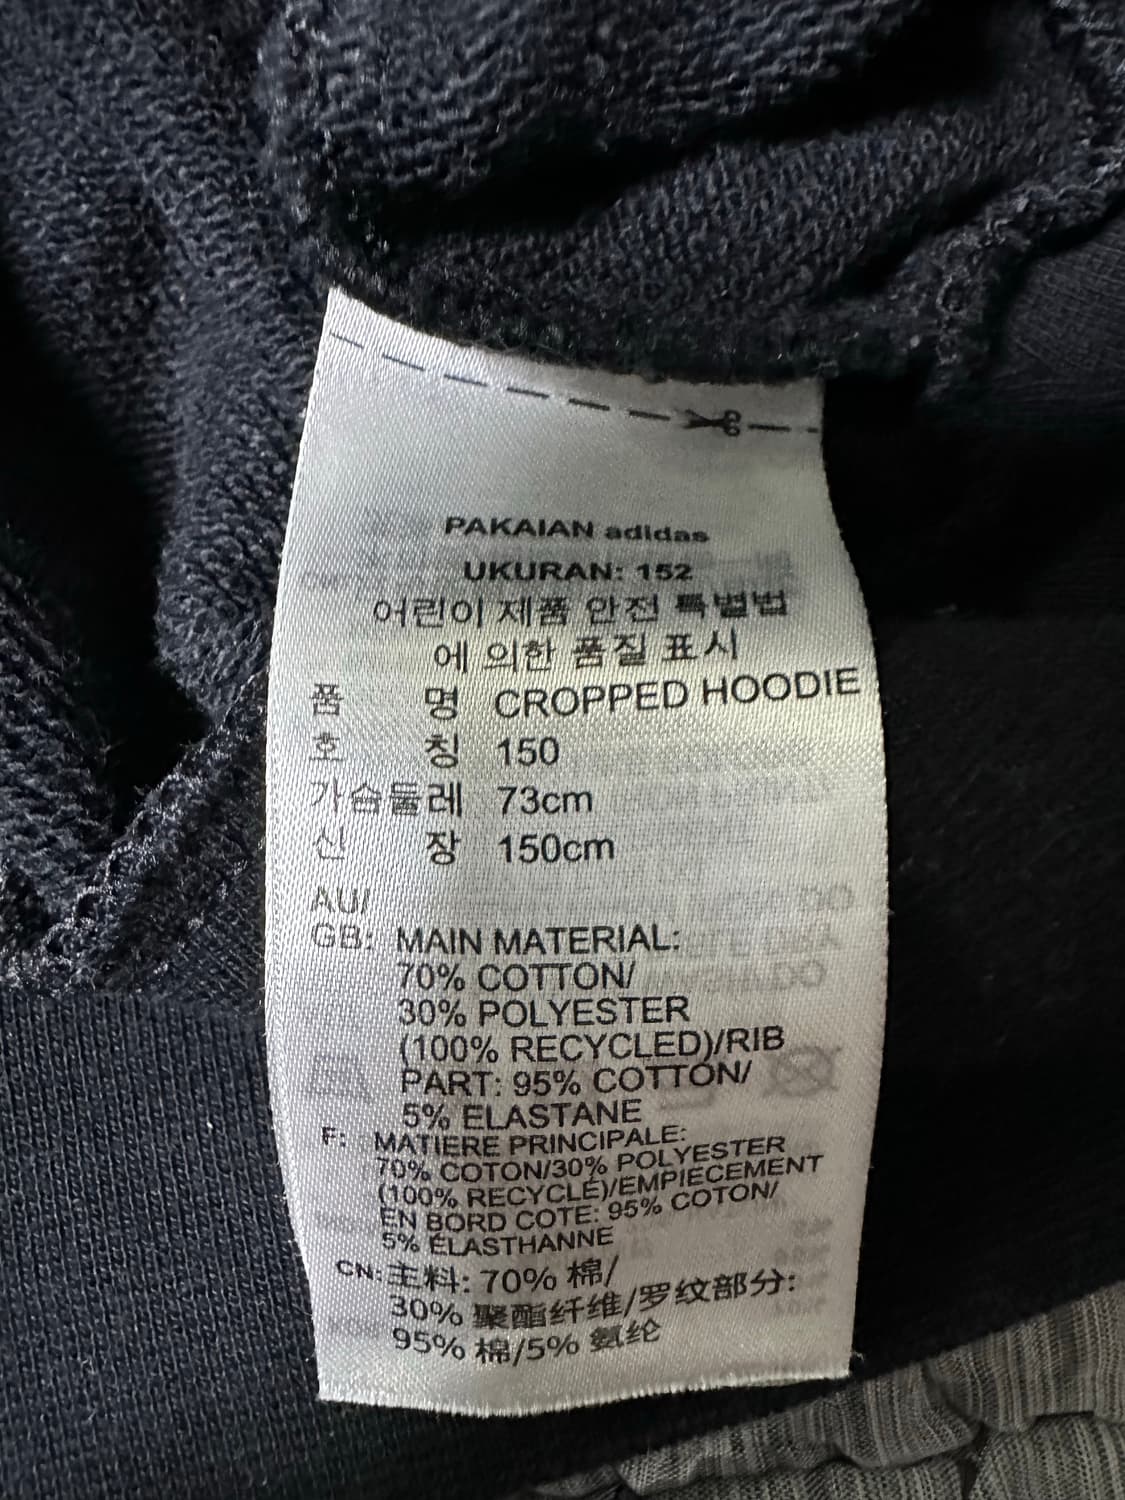 PAKAIAN adidas
UKURAN: 152
어린이 제품 안전 특별법
에 의한 품질 표시
품 명 CROPPED HOODIE
호 칭 150
가슴둘레 73cm
신 장 150cm
AU/
GB: MAIN MATERIAL:
70% COTTON/
30% POLYESTER
(100% RECYCLED)/RIB
PART: 95% COTTON/
5% ELASTANE
F: MATIERE PRINCIPALE:
70% COTON/30% POLYESTER
(100% RECYCLÉ)/EMPIECEMENT
EN BORD COTE: 95% COTON/
5% ÉLASTHANNE
CN: 主料: 70% 棉/
30% 聚酯纤维/罗纹部分:
95% 棉/5% 氨纶